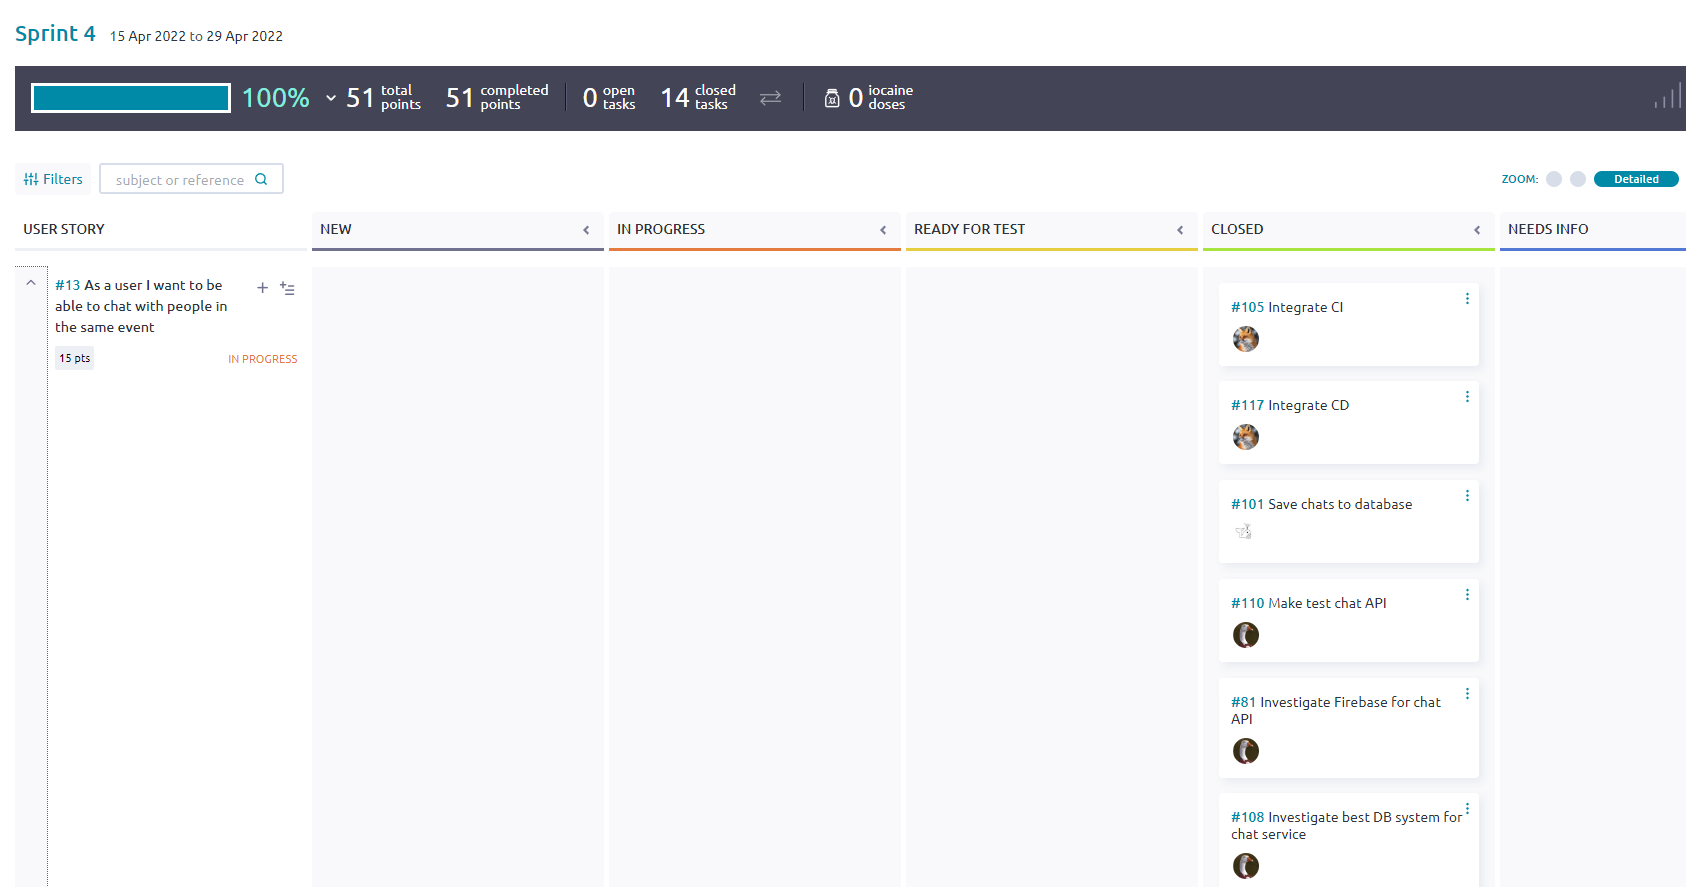 Sprint 4 15 Apr 2022 to 29 Apr 2022
100% 51 total points 51 completed points 0 open tasks 14 closed tasks 0 iocaine doses
Filters subject or reference ZOOM: Detailed
USER STORY NEW IN PROGRESS READY FOR TEST CLOSED NEEDS INFO
#13 As a user I want to be
able to chat with people in
the same event
15 pts IN PROGRESS
#105 Integrate CI
#117 Integrate CD
#101 Save chats to database
#110 Make test chat API
#81 Investigate Firebase for chat
API
#108 Investigate best DB system for
chat service